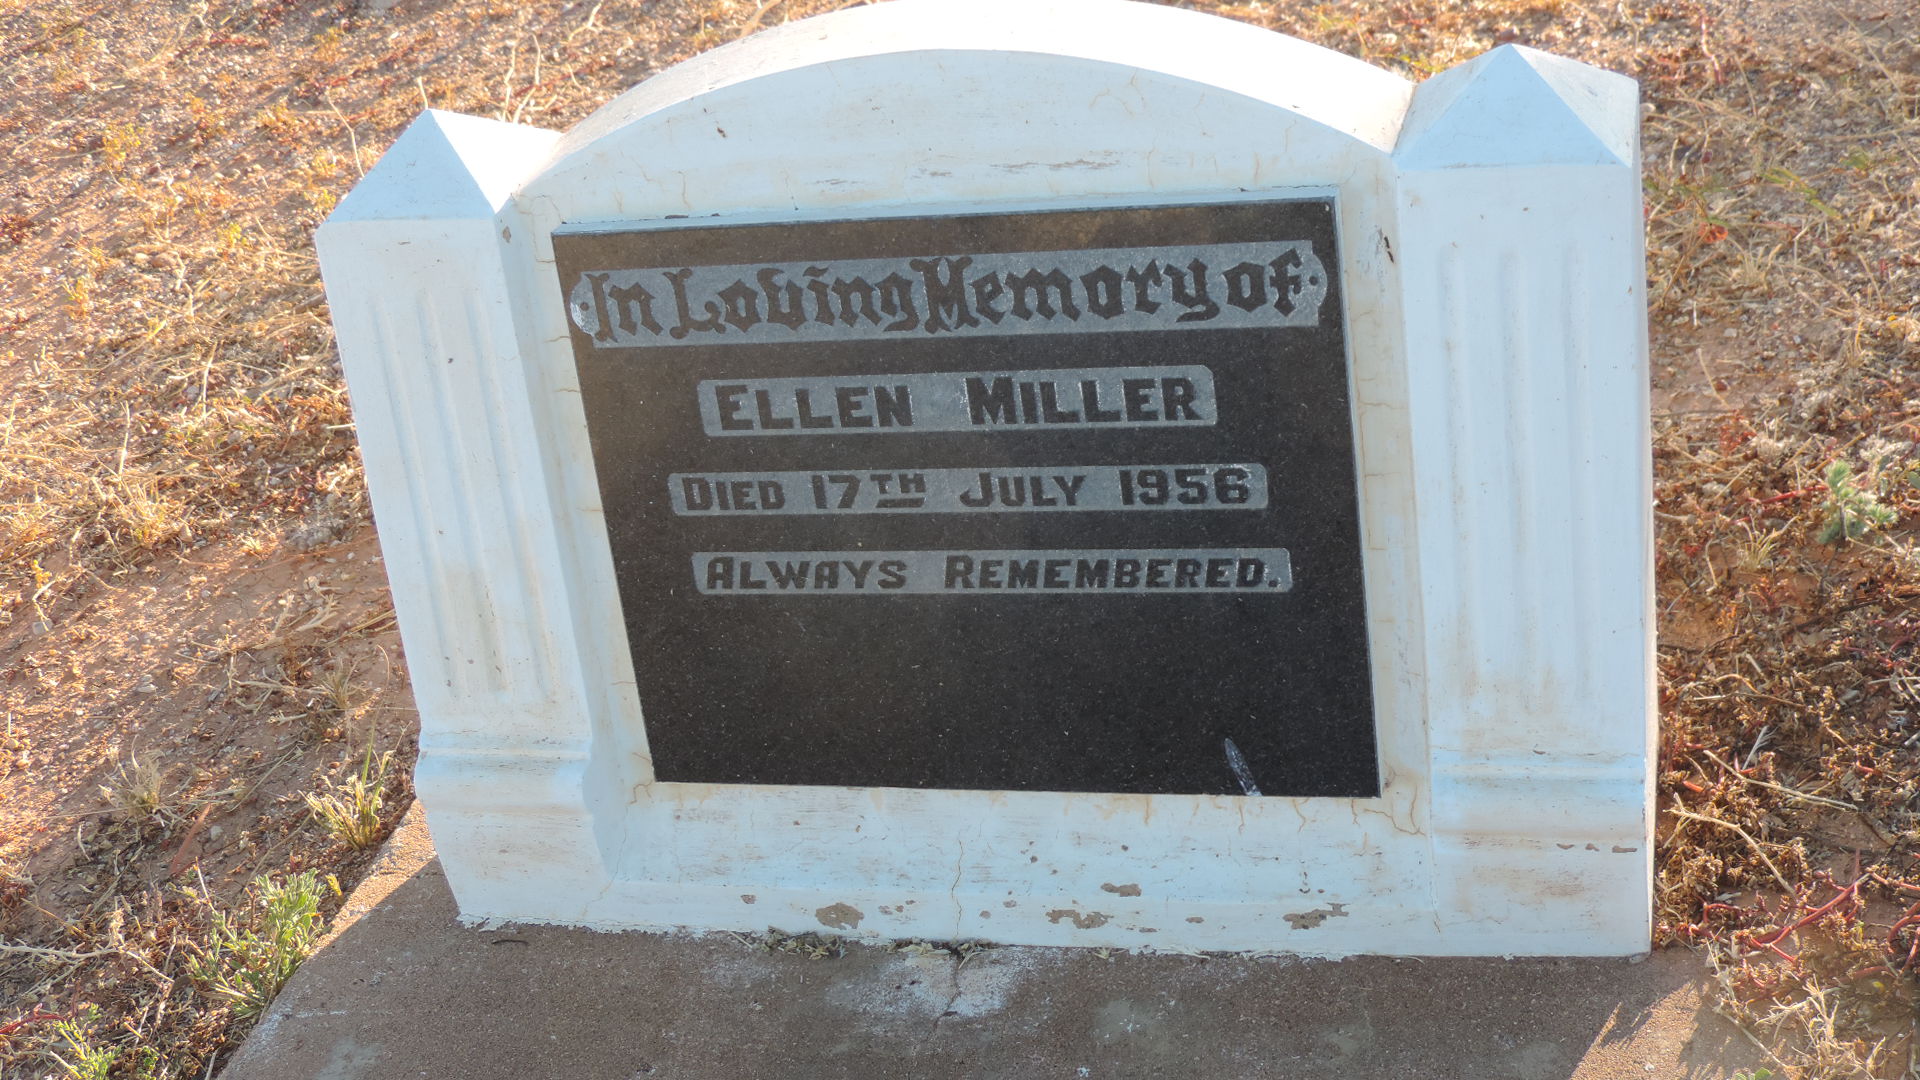 ·In Loving Memory of·
ELLEN MILLER
DIED 17TH JULY 1956
ALWAYS REMEMBERED.